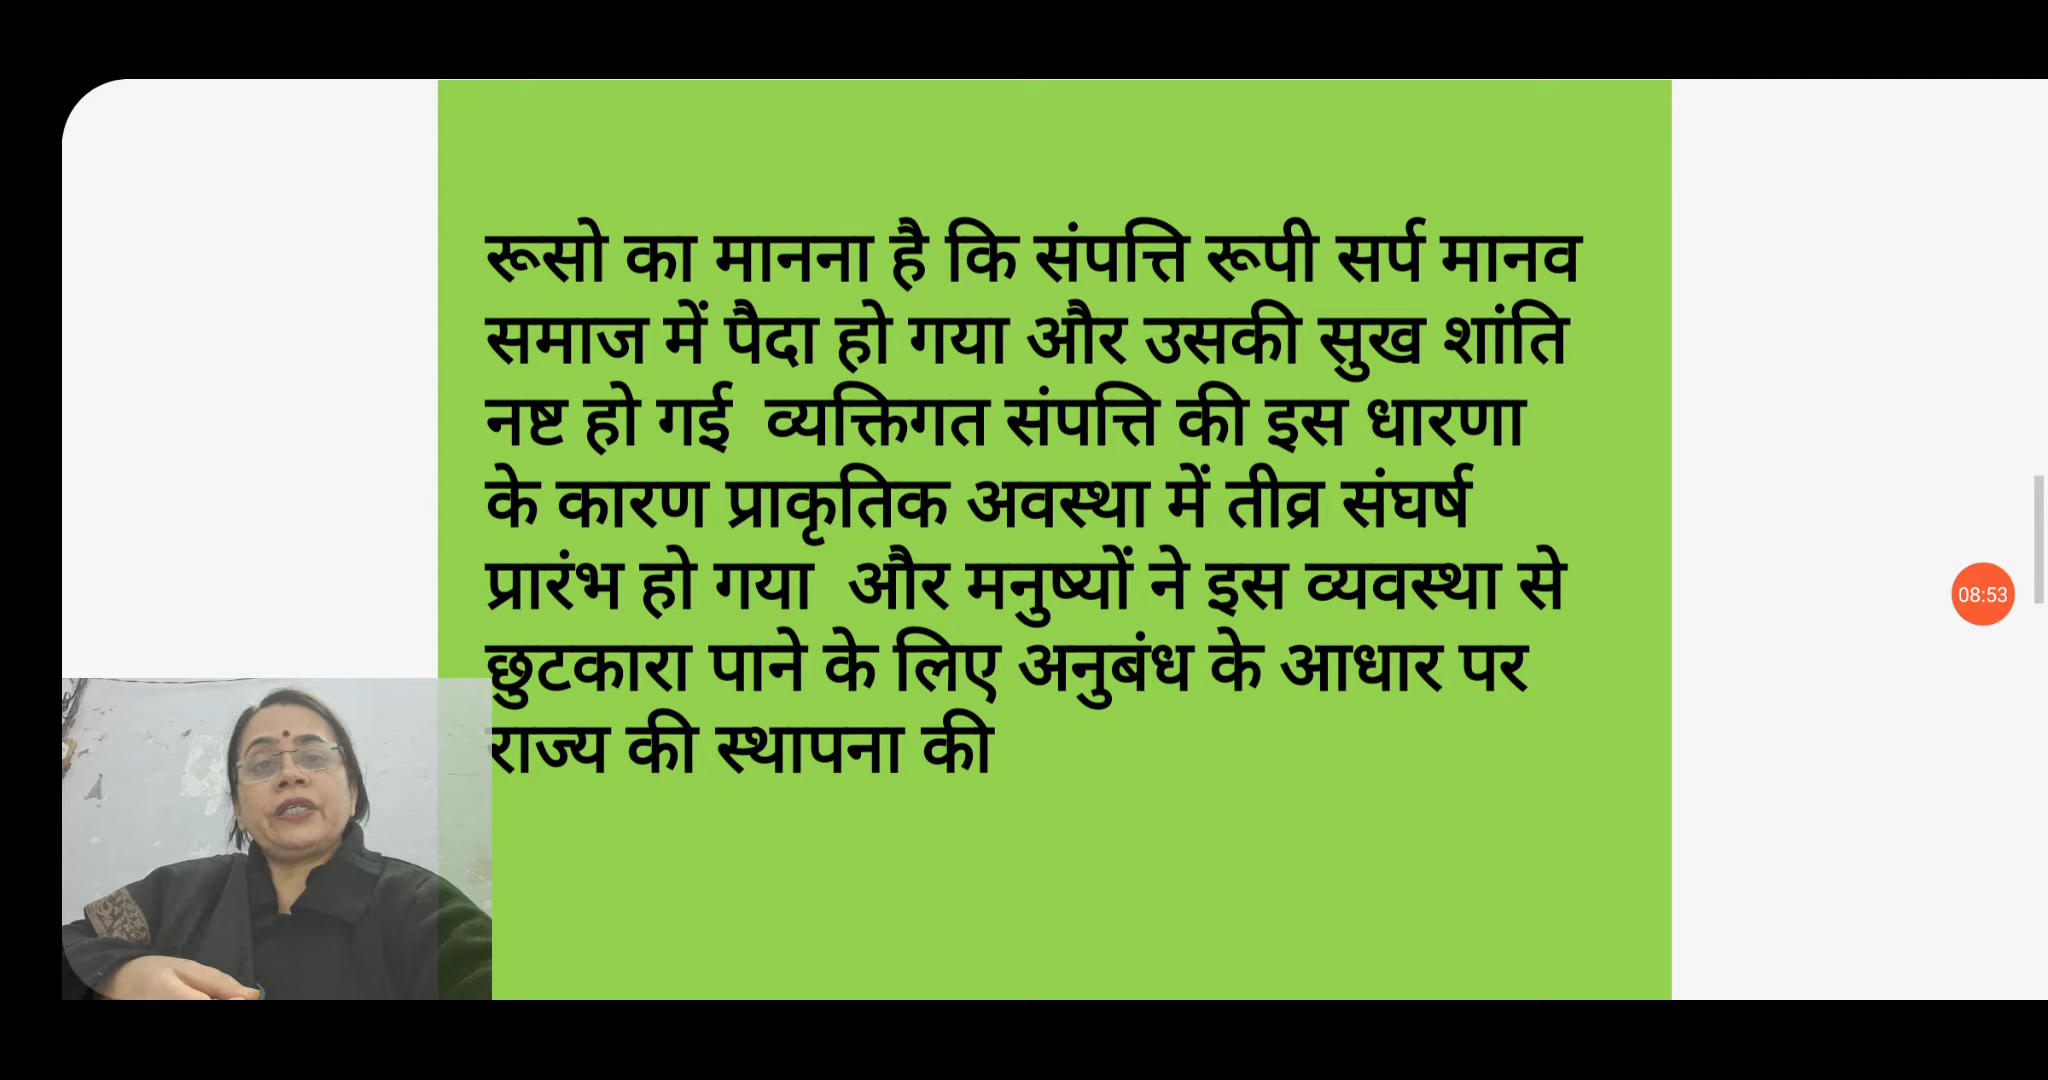 रूसो का मानना है कि संपत्ति रूपी सर्प मानव
समाज में पैदा हो गया और उसकी सुख शांति
नष्ट हो गई  व्यक्तिगत संपत्ति की इस धारणा
के कारण प्राकृतिक अवस्था में तीव्र संघर्ष
प्रारंभ हो गया  और मनुष्यों ने इस व्यवस्था से
छुटकारा पाने के लिए अनुबंध के आधार पर
राज्य की स्थापना की
08:53